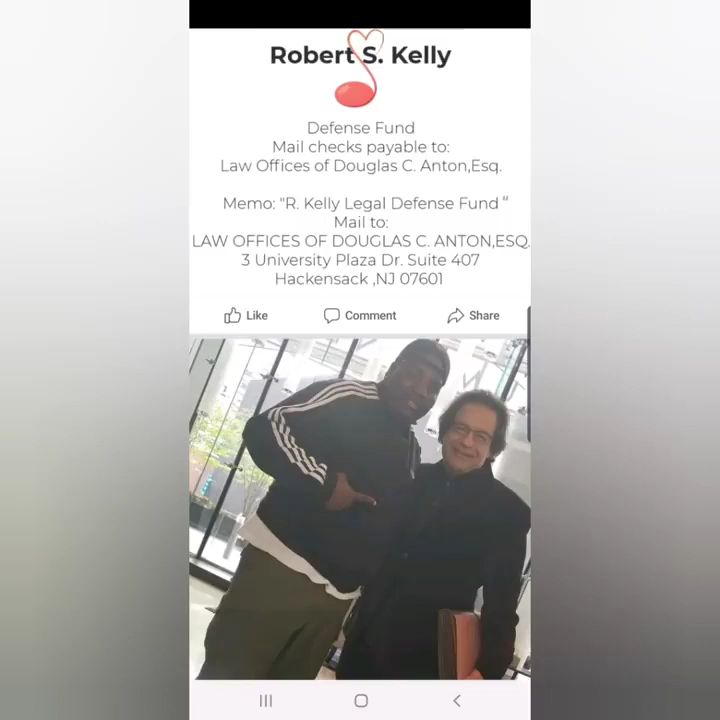 Robert S. Kelly
Defense Fund
Mail checks payable to:
Law Offices of Douglas C. Anton,Esq.
Memo: "R. Kelly Legal Defense Fund “
Mail to:
LAW OFFICES OF DOUGLAS C. ANTON,ESQ.
3 University Plaza Dr. Suite 407
Hackensack ,NJ 07601
Like Comment Share